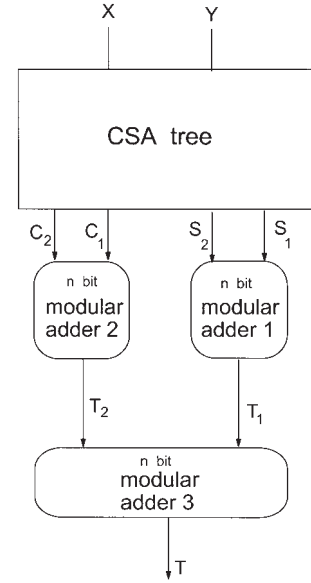 X Y
CSA tree
C2 C1 S2 S1
n bit
modular
adder 2
n bit
modular
adder 1
T2 T1
n bit
modular
adder 3
T